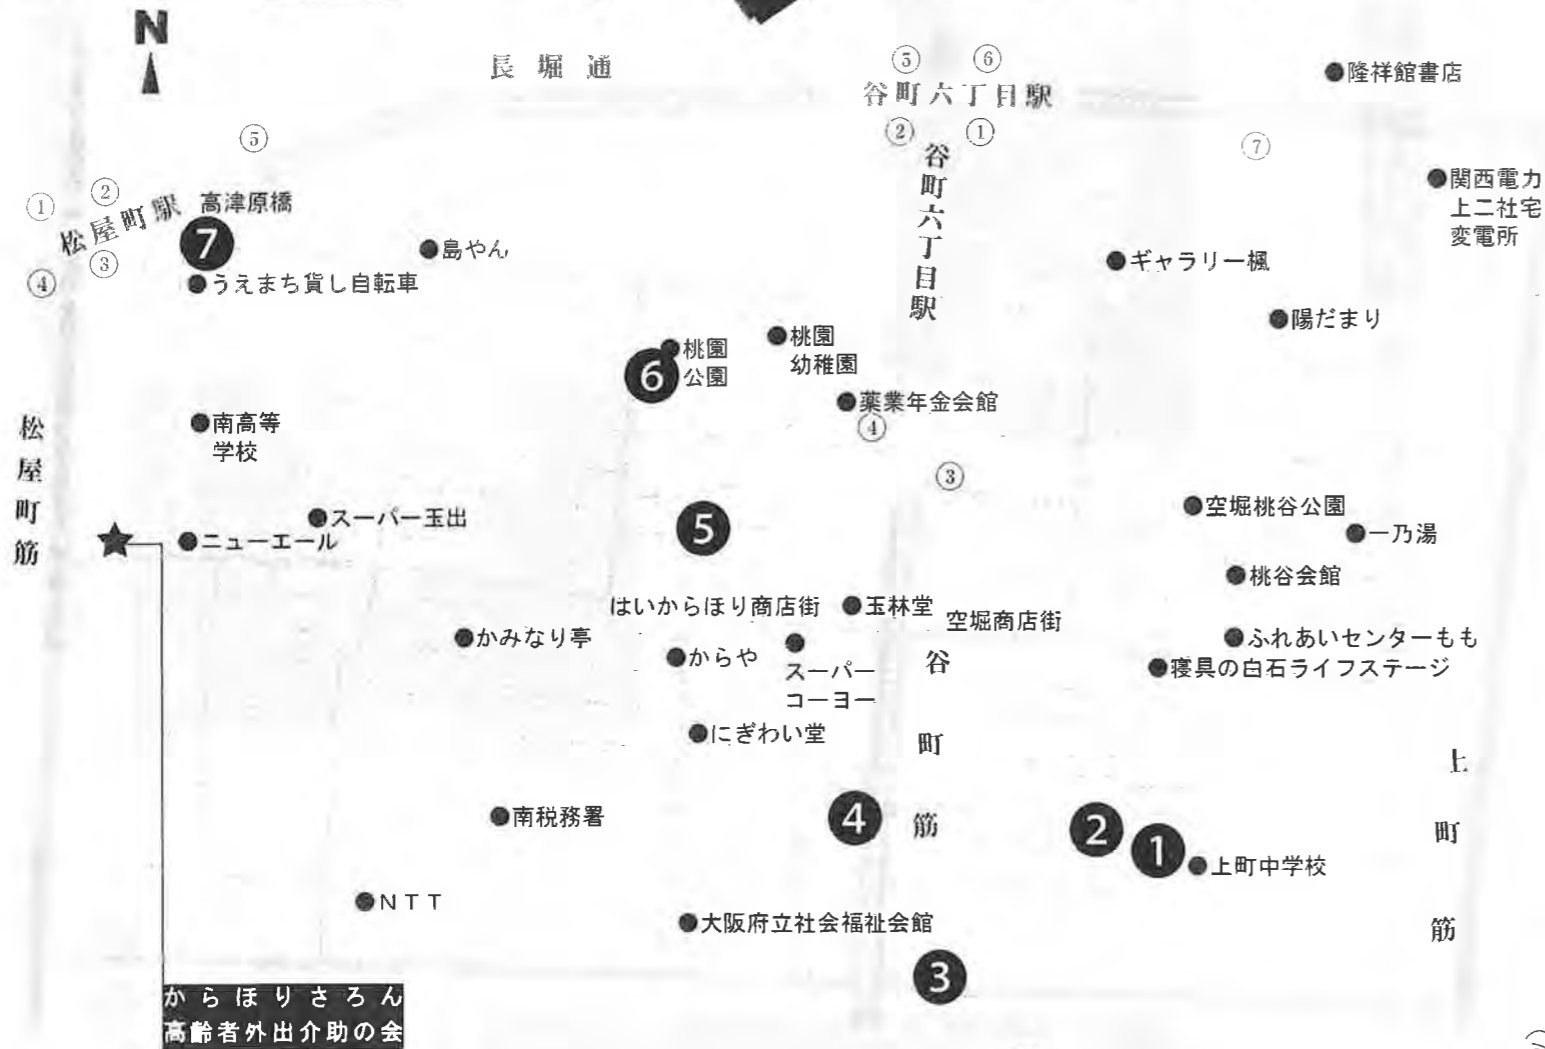 N
長堀通
⑤
⑥
谷町六丁目駅
②
①
谷町六丁目駅
●隆祥館書店
⑦
●関西電力
上二社宅
変電所
⑤
①
②
松屋町駅
③
④
高津原橋
❼
●うえまち貸し自転車
●島やん
●ギャラリー楓
●陽だまり
❻
●桃園
公園
●桃園
幼稚園
●薬業年金会館
④
③
●南高等
学校
松屋町筋
●スーパー玉出
★
●ニューエール
❺
●空堀桃谷公園
●一乃湯
●桃谷会館
はいからほり商店街
●玉林堂
空堀商店街
●かみなり亭
●からや
●スーパー
コーヨー
●ふれあいセンターもも
●寝具の白石ライフステージ
●にぎわい堂
谷町筋
上町筋
●南税務署
❹
❷
❶
●上町中学校
●NTT
●大阪府立社会福祉会館
❸
からほりさろん
高齢者外出介助の会